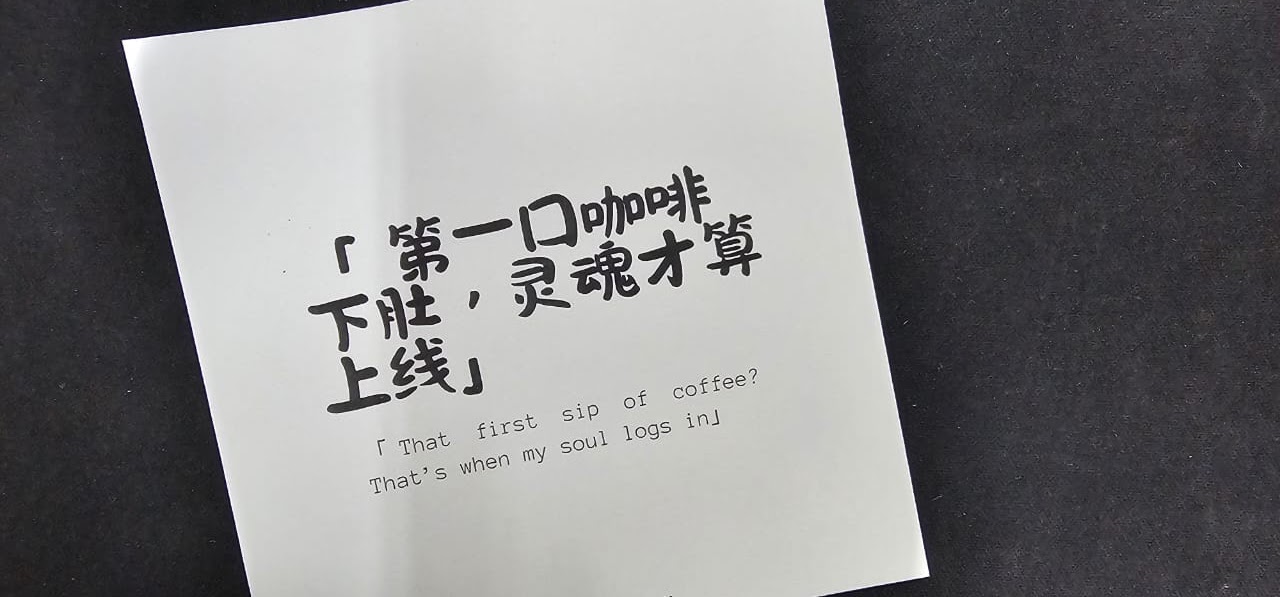 「第一口咖啡
下肚，灵魂才算
上线」
「That first sip of coffee?
That's when my soul logs in」